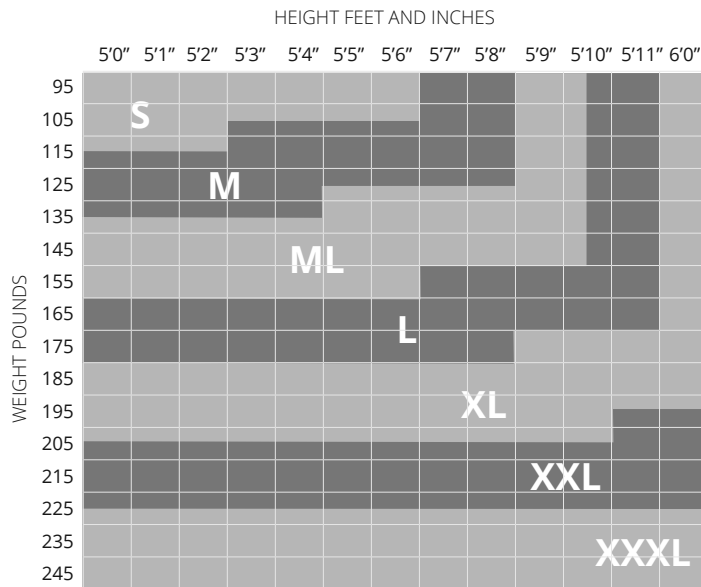 HEIGHT FEET AND INCHES
5’0” 5’1” 5’2” 5’3” 5’4” 5’5” 5’6” 5’7” 5’8” 5’9” 5’10” 5’11” 6’0”
WEIGHT POUNDS
95
105
S
115
125
M
135
145
ML
155
165
L
175
185
195
XL
205
215
XXL
225
235
XXXL
245